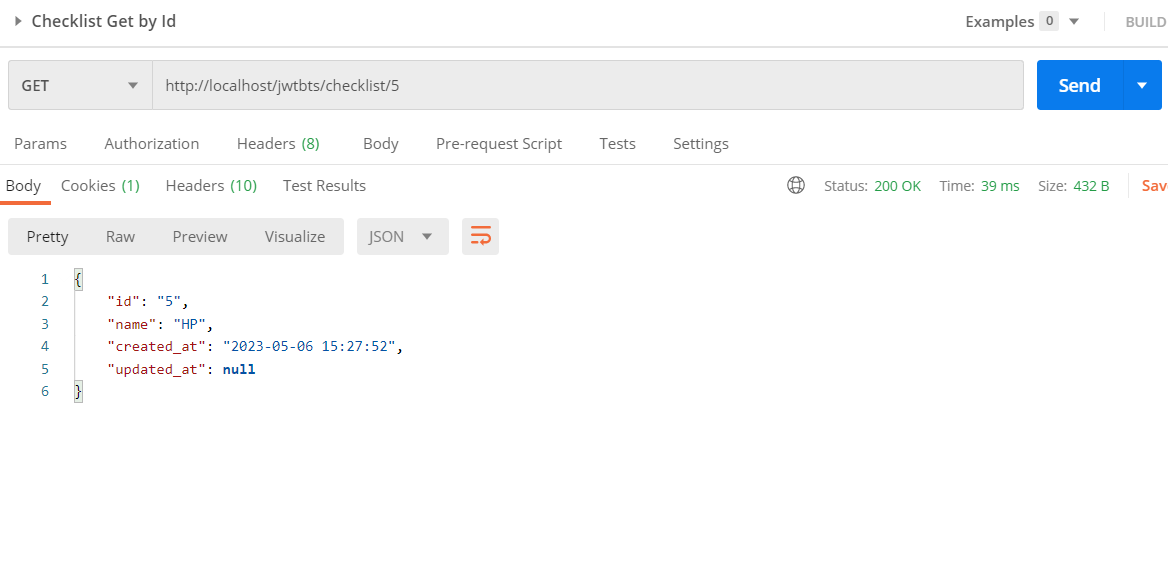 Checklist Get by Id Examples 0 BUILD
GET http://localhost/jwtbts/checklist/5 Send
Params Authorization Headers (8) Body Pre-request Script Tests Settings
Body Cookies (1) Headers (10) Test Results Status: 200 OK Time: 39 ms Size: 432 B Sav
Pretty Raw Preview Visualize JSON
1 {
2 "id": "5",
3 "name": "HP",
4 "created_at": "2023-05-06 15:27:52",
5 "updated_at": null
6 }